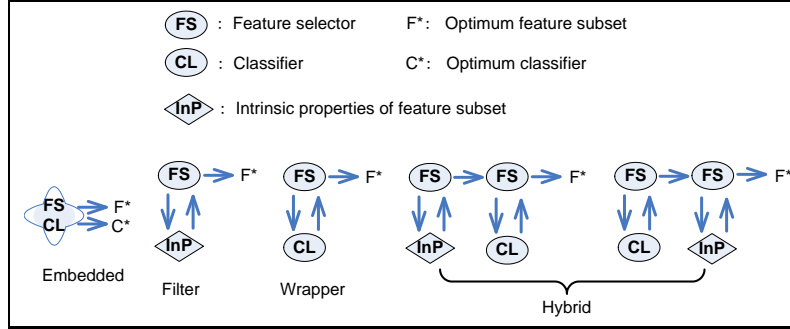 FS : Feature selector F*: Optimum feature subset
CL : Classifier C*: Optimum classifier
InP : Intrinsic properties of feature subset
FS F* FS F* FS FS F* FS FS F*
FS F*
CL C*
InP CL InP CL CL InP
Embedded Filter Wrapper Hybrid